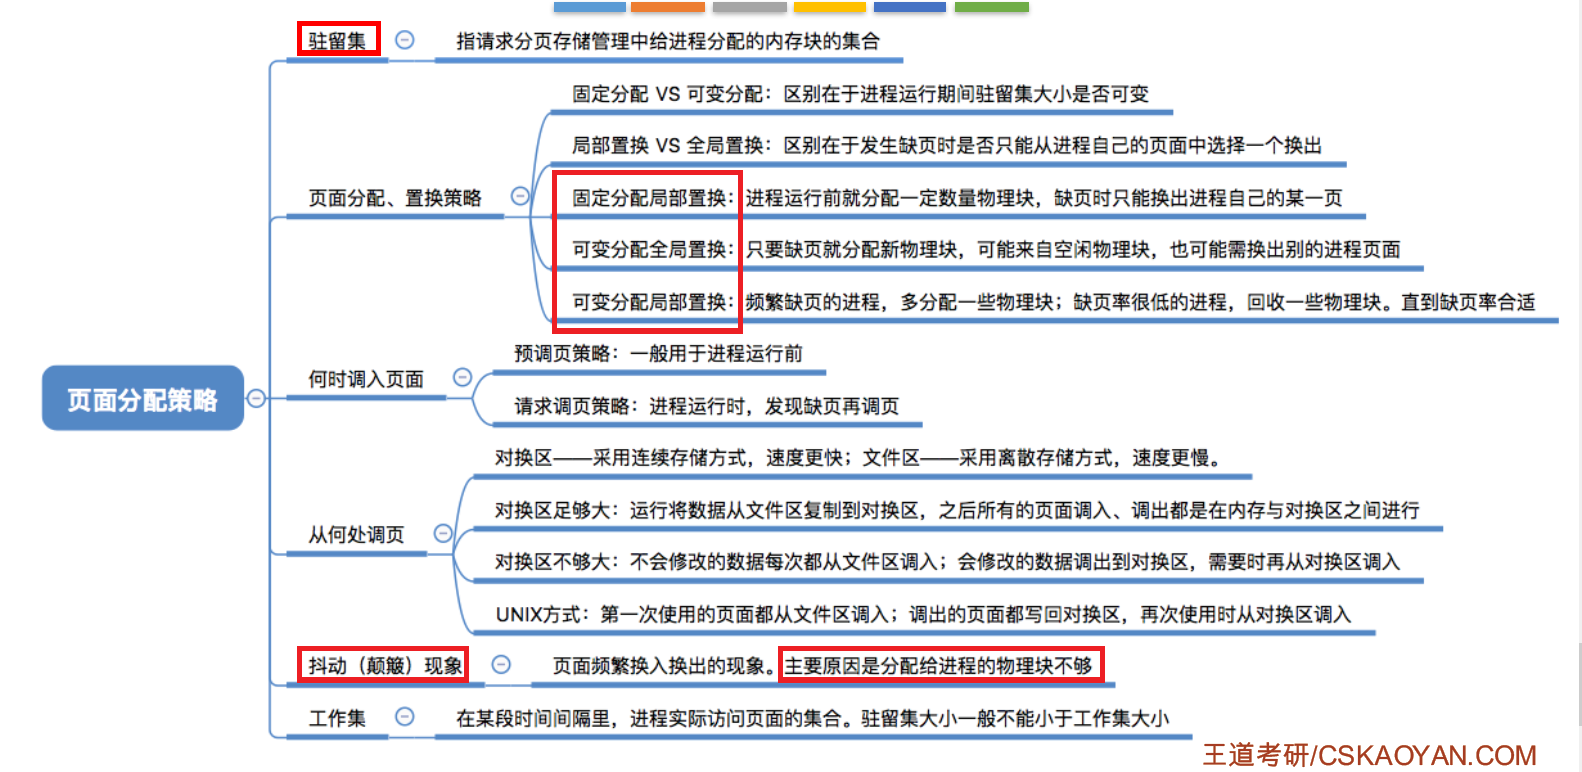 驻留集
指请求分页存储管理中给进程分配的内存块的集合
固定分配 VS 可变分配：区别在于进程运行期间驻留集大小是否可变
局部置换 VS 全局置换：区别在于发生缺页时是否只能从进程自己的页面中选择一个换出
页面分配、置换策略
固定分配局部置换：进程运行前就分配一定数量物理块，缺页时只能换出进程自己的某一页
可变分配全局置换：只要缺页就分配新物理块，可能来自空闲物理块，也可能需换出别的进程页面
可变分配局部置换：频繁缺页的进程，多分配一些物理块；缺页率很低的进程，回收一些物理块。直到缺页率合适
预调页策略：一般用于进程运行前
何时调入页面
请求调页策略：进程运行时，发现缺页再调页
页面分配策略
对换区——采用连续存储方式，速度更快；文件区——采用离散存储方式，速度更慢。
对换区足够大：运行将数据从文件区复制到对换区，之后所有的页面调入、调出都是在内存与对换区之间进行
从何处调页
对换区不够大：不会修改的数据每次都从文件区调入；会修改的数据调出到对换区，需要时再从对换区调入
UNIX方式：第一次使用的页面都从文件区调入；调出的页面都写回对换区，再次使用时从对换区调入
抖动（颠簸）现象
页面频繁换入换出的现象。主要原因是分配给进程的物理块不够
工作集
在某段时间间隔里，进程实际访问页面的集合。驻留集大小一般不能小于工作集大小
王道考研/CSKAOYAN.COM